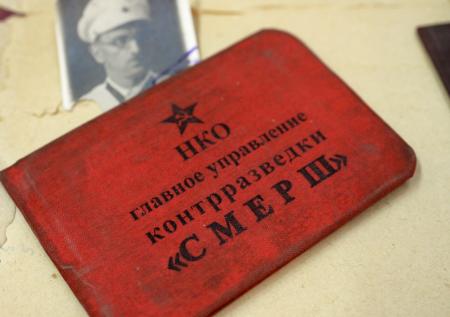 НКО
главное управление
контрразведки
«СМЕРШ»